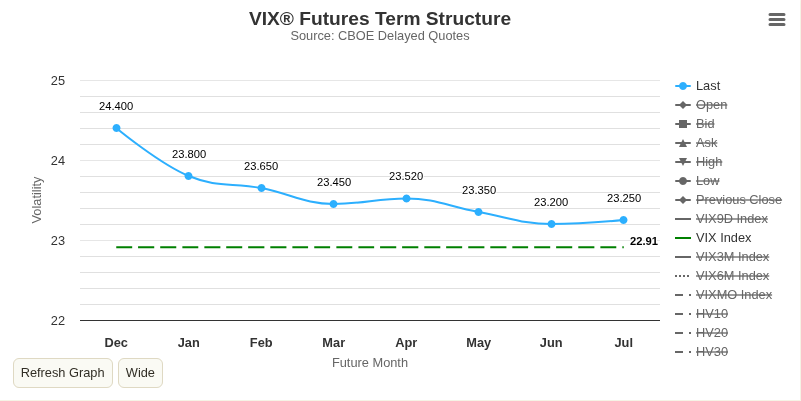 VIX® Futures Term Structure
Source: CBOE Delayed Quotes
25
24
23
22
Volatility
24.400
23.800
23.650
23.450
23.520
23.350
23.200
23.250
22.91
Dec Jan Feb Mar Apr May Jun Jul
Future Month
Last
Open
Bid
Ask
High
Low
Previous Close
VIX9D Index
VIX Index
VIX3M Index
VIX6M Index
VIXMO Index
HV10
HV20
HV30
Refresh Graph Wide